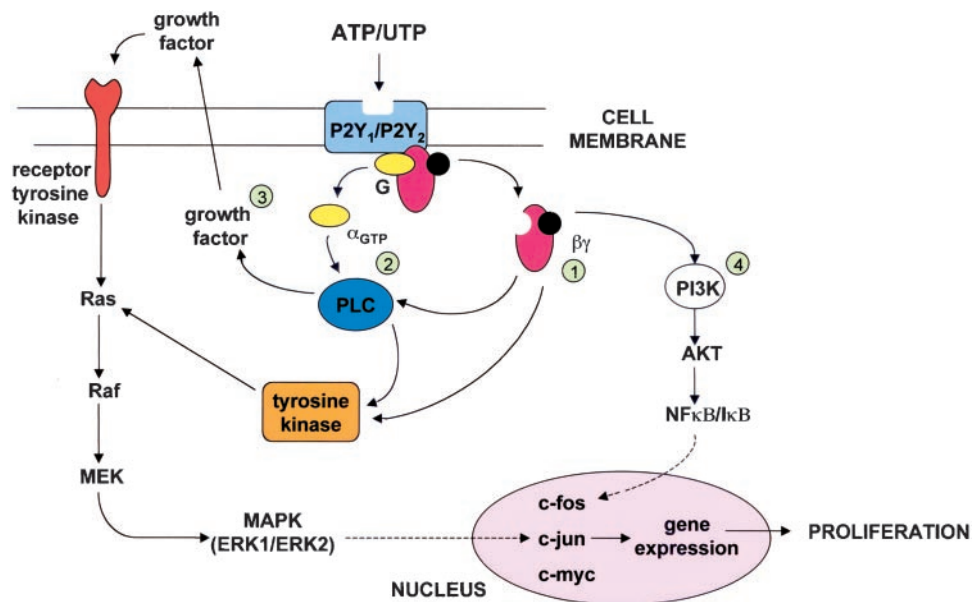 growth
factor
ATP/UTP
P2Y₁/P2Y₂
CELL
MEMBRANE
G
receptor
tyrosine
kinase
growth
factor
3
α_GTP
βγ
1
2
PLC
4
PI3K
Ras
AKT
Raf
tyrosine
kinase
NFκB/IκB
MEK
MAPK
(ERK1/ERK2)
c-fos
c-jun
c-myc
gene
expression
PROLIFERATION
NUCLEUS